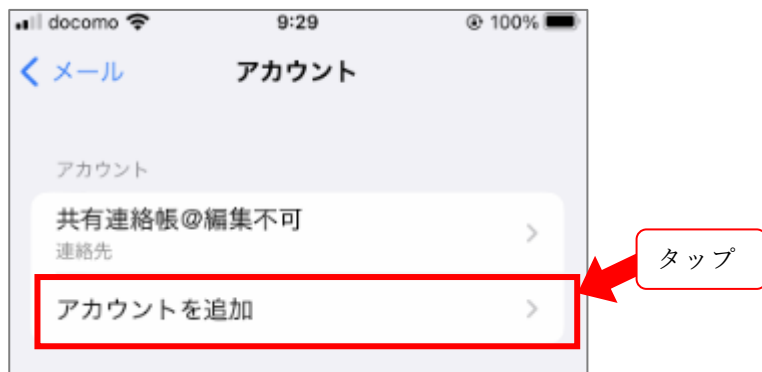 docomo 9:29 100%
メール アカウント
アカウント
共有連絡帳@編集不可
連絡先
アカウントを追加
タップ